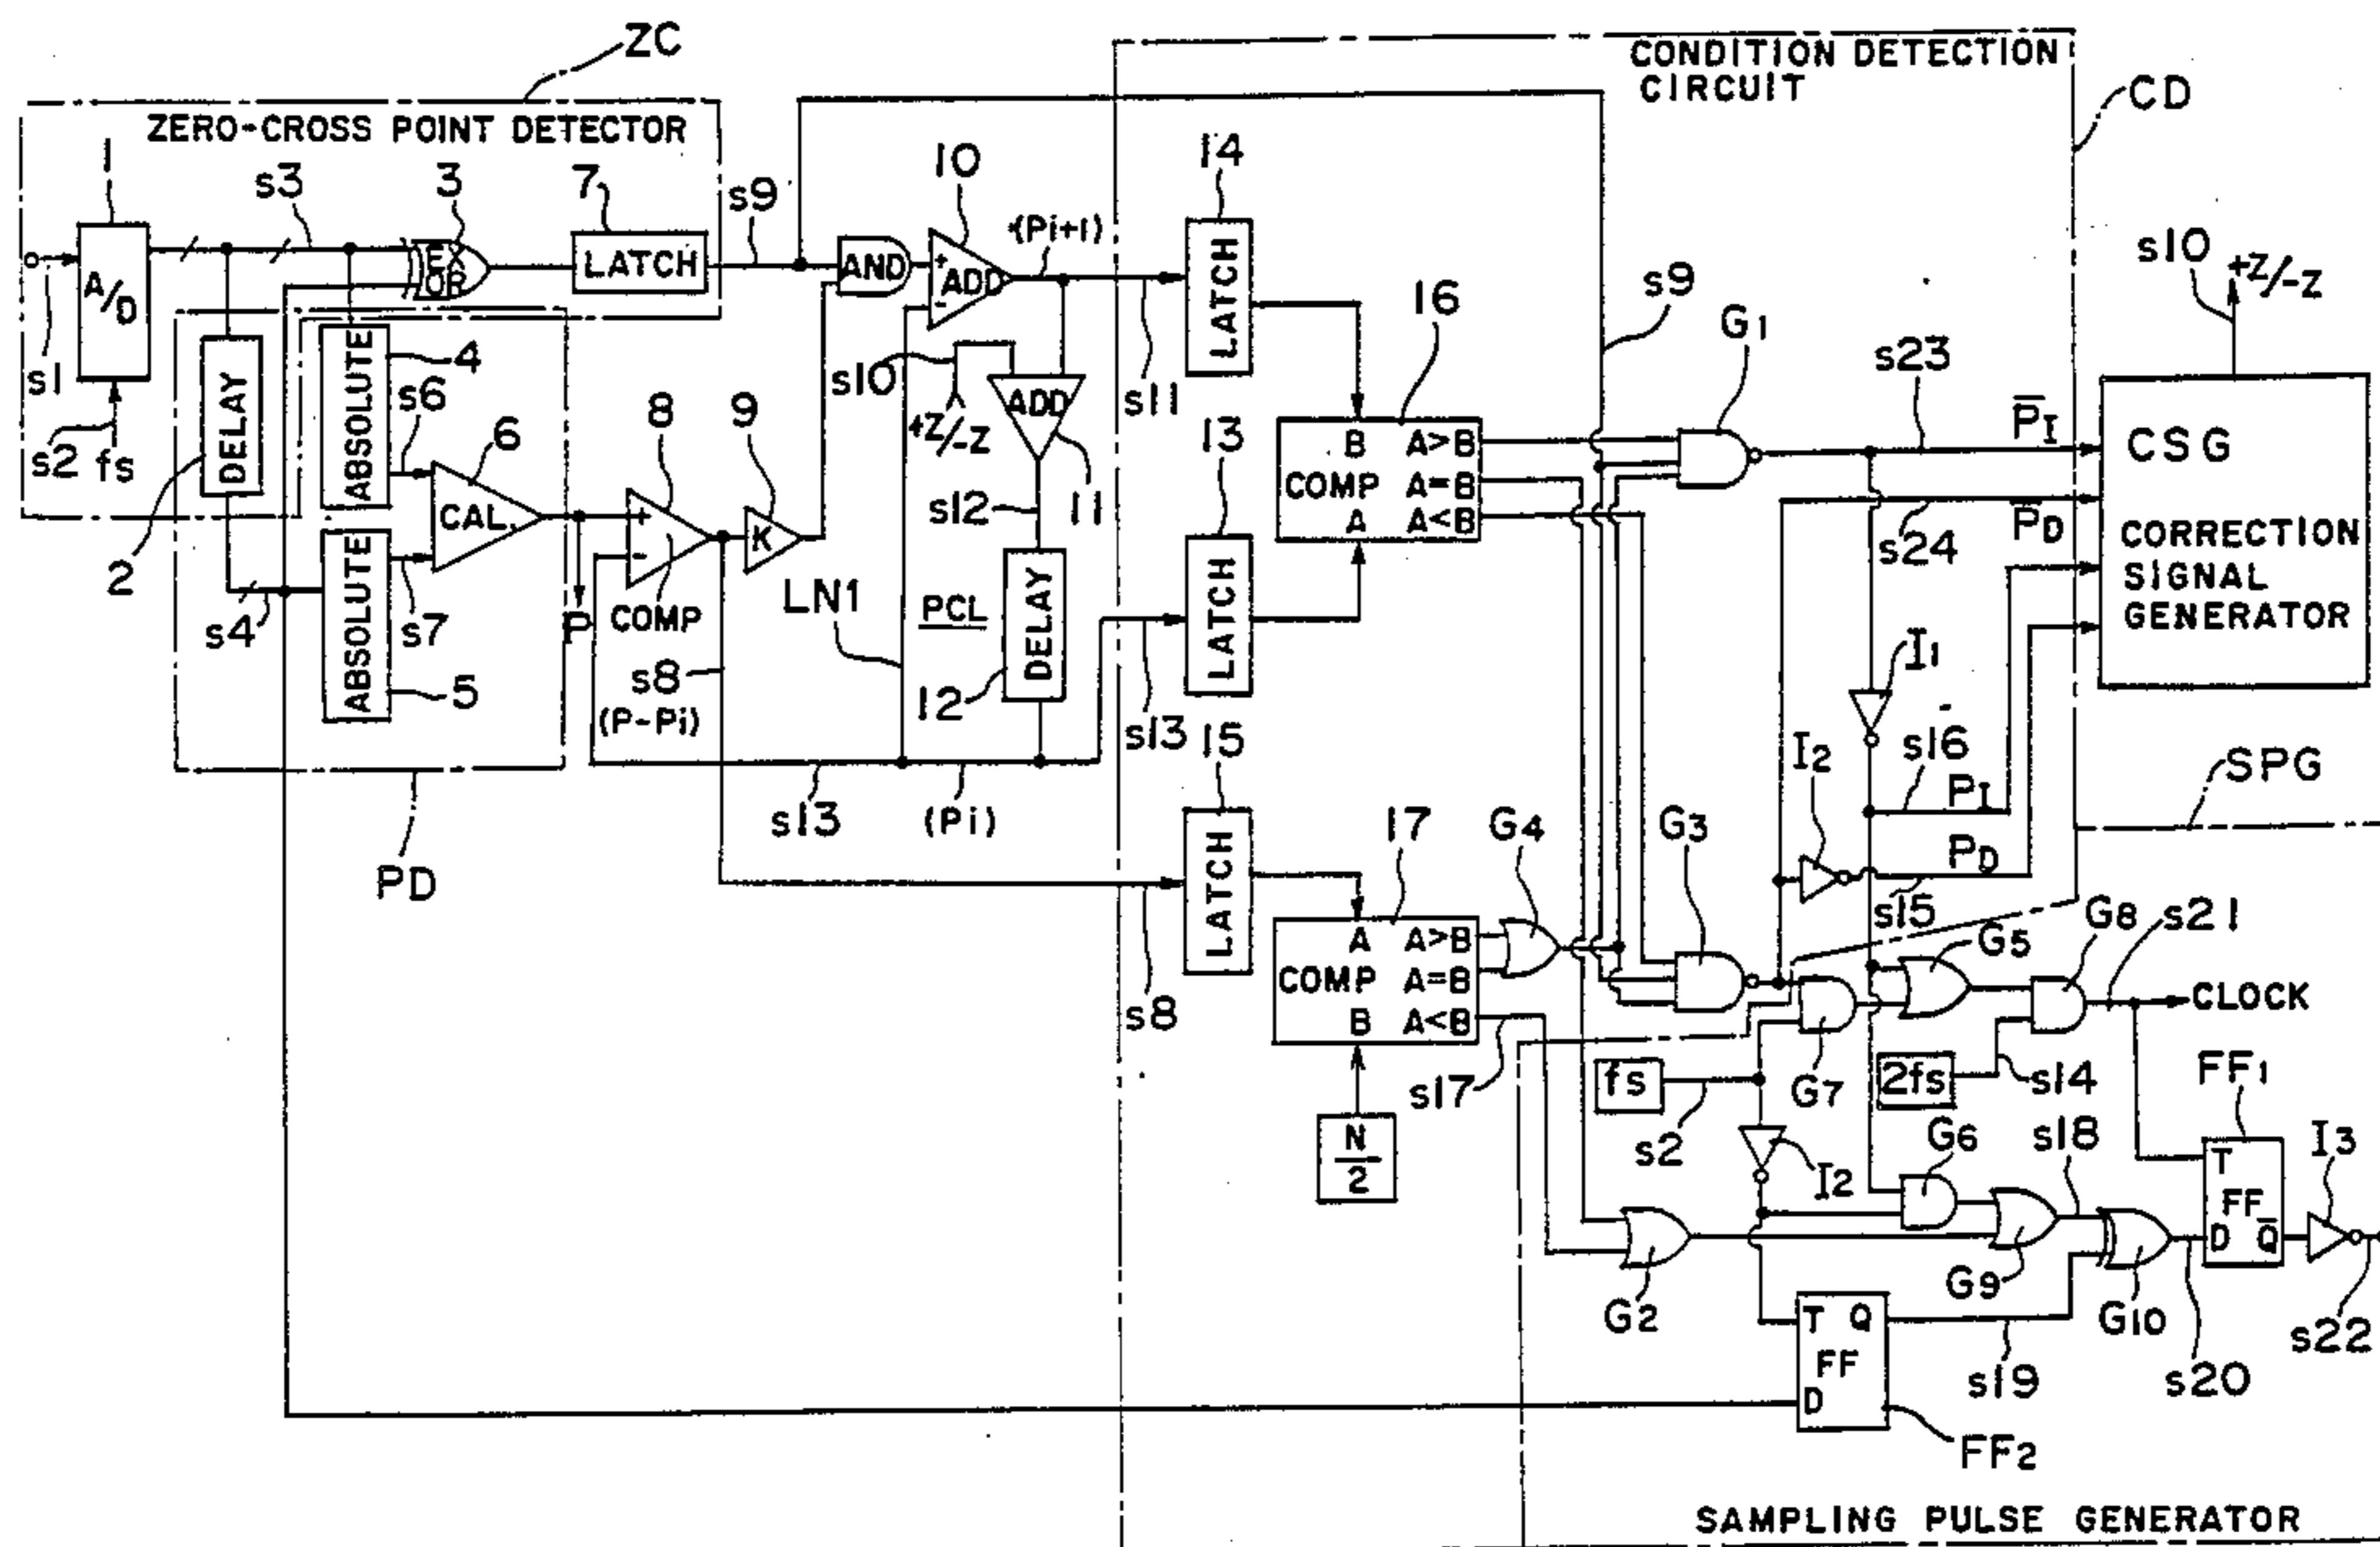 ZC
CONDITION DETECTION
CIRCUIT
CD
ZERO-CROSS POINT DETECTOR
1
s3
3
7
s9
10
+(Pi+1)
14
s10
+Z/-Z
A/D
EX
OR
LATCH
AND
+
ADD
-
LATCH
16
s9
G1
s23
s1
s2
fs
DELAY
2
ABSOLUTE
4
s6
6
CAL.
8
9
s10
+Z/-Z
ADD
11
s11
13
B A>B
COMP A=B
A A<B
P̅I
CSG
s24
P̅D
CORRECTION
SIGNAL
GENERATOR
s12
+
-
COMP
K
LN1
PCL
DELAY
12
LATCH
s4
ABSOLUTE
5
s7
P
s8
(P-Pi)
s13
15
I1
I2
s16
PI
SPG
s13
(Pi)
PD
LATCH
17
G4
G3
PD
s15
G5
G8
s21
s8
A A>B
COMP A=B
B A<B
CLOCK
s17
fs
G7
2fs
s14
FF1
N
2
s2
I2
G6
s18
T
FF
D Q̅
I3
G2
G9
G10
s22
T Q
FF
D
s19
s20
FF2
SAMPLING PULSE GENERATOR